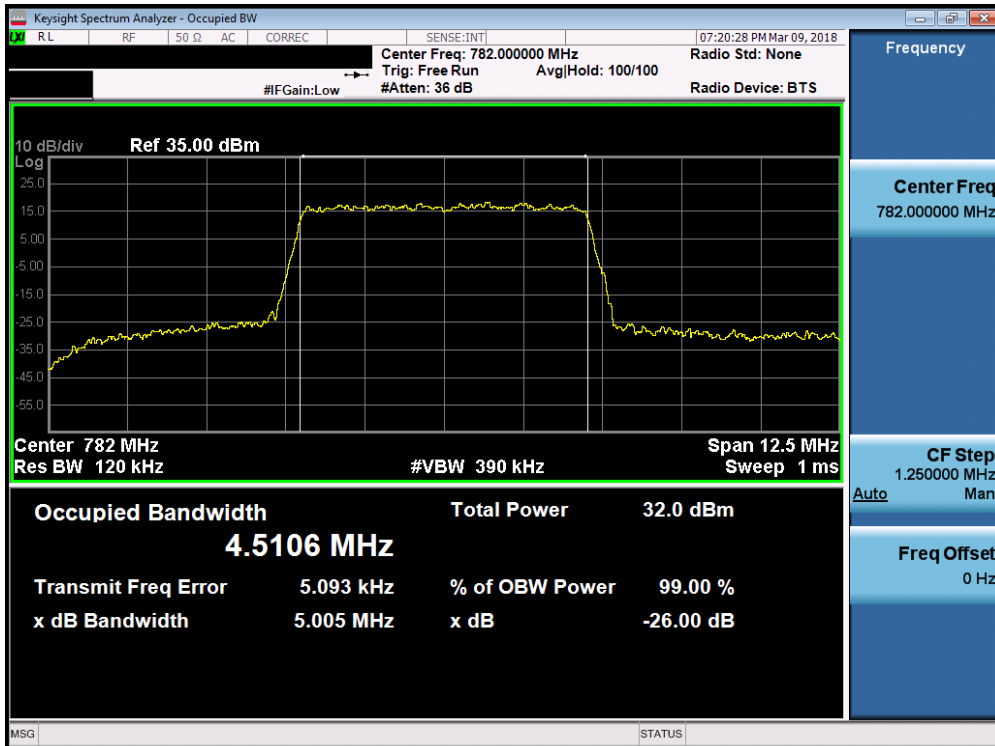 Keysight Spectrum Analyzer - Occupied BW
LXI RL RF 50 Ω AC CORREC SENSE:INT 07:20:28 PM Mar 09, 2018
Center Freq: 782.000000 MHz Radio Std: None
Trig: Free Run Avg|Hold: 100/100
#IFGain:Low #Atten: 36 dB Radio Device: BTS
10 dB/div Ref 35.00 dBm
Log
25.0
15.0
5.00
-5.00
-15.0
-25.0
-35.0
-45.0
-55.0
Center 782 MHz Span 12.5 MHz
Res BW 120 kHz #VBW 390 kHz Sweep 1 ms
Occupied Bandwidth Total Power 32.0 dBm
4.5106 MHz
Transmit Freq Error 5.093 kHz % of OBW Power 99.00 %
x dB Bandwidth 5.005 MHz x dB -26.00 dB
MSG STATUS
Frequency
Center Freq
782.000000 MHz
CF Step
1.250000 MHz
Auto Man
Freq Offset
0 Hz